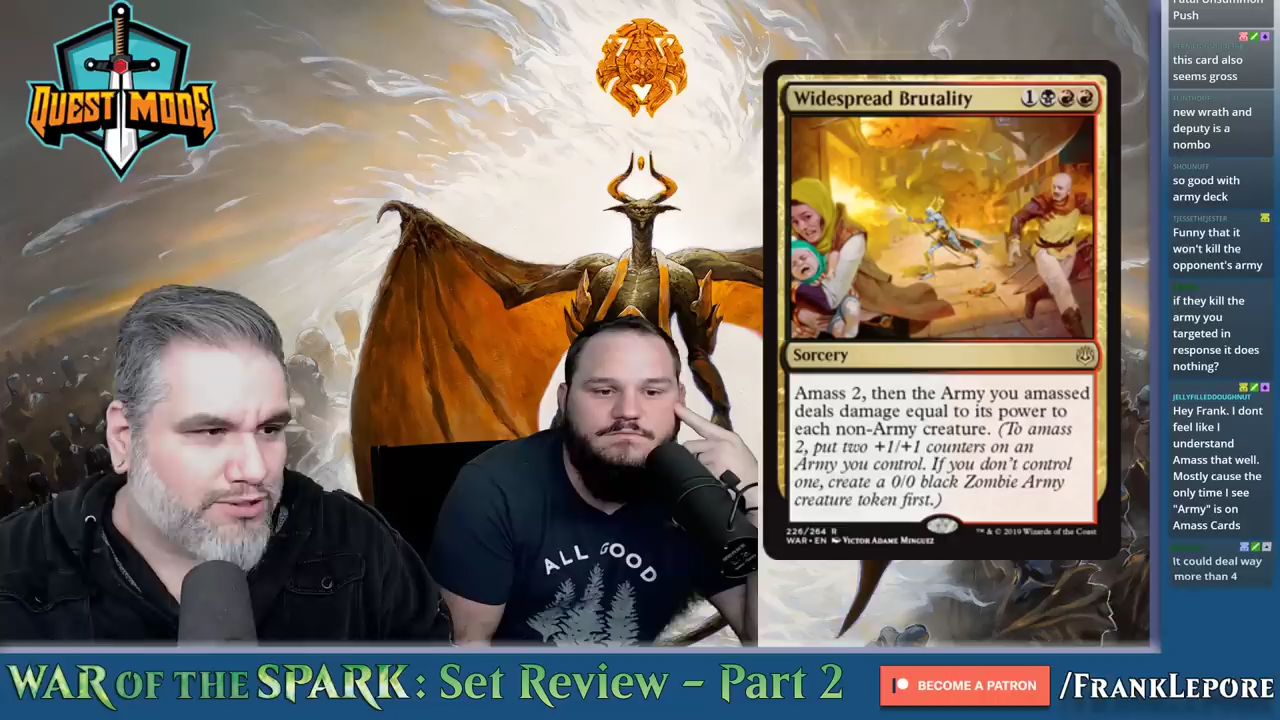 QUEST MODE
Widespread Brutality
1
Sorcery
Amass 2, then the Army you amassed
deals damage equal to its power to
each non-Army creature. (To amass
2, put two +1/+1 counters on an
Army you control. If you don't control
one, create a 0/0 black Zombie Army
creature token first.)
226/264 R
WAR • EN Victor Adame Minguez
™ & © 2019 Wizards of the Coast
ALL GOOD
Push
this card also
seems gross
new wrath and
deputy is a
nombo
SHOUNUFF
so good with
army deck
TJESSETHEJESTER
Funny that it
won't kill the
opponent's army
if they kill the
army you
targeted in
response it does
nothing?
JELLYFILLEDDOUGHNUT
Hey Frank. I dont
feel like I
understand
Amass that well.
Mostly cause the
only time I see
"Army" is on
Amass Cards
It could deal way
more than 4
WAR OF THE SPARK: Set Review - Part 2
BECOME A PATRON
/FRANKLEPORE